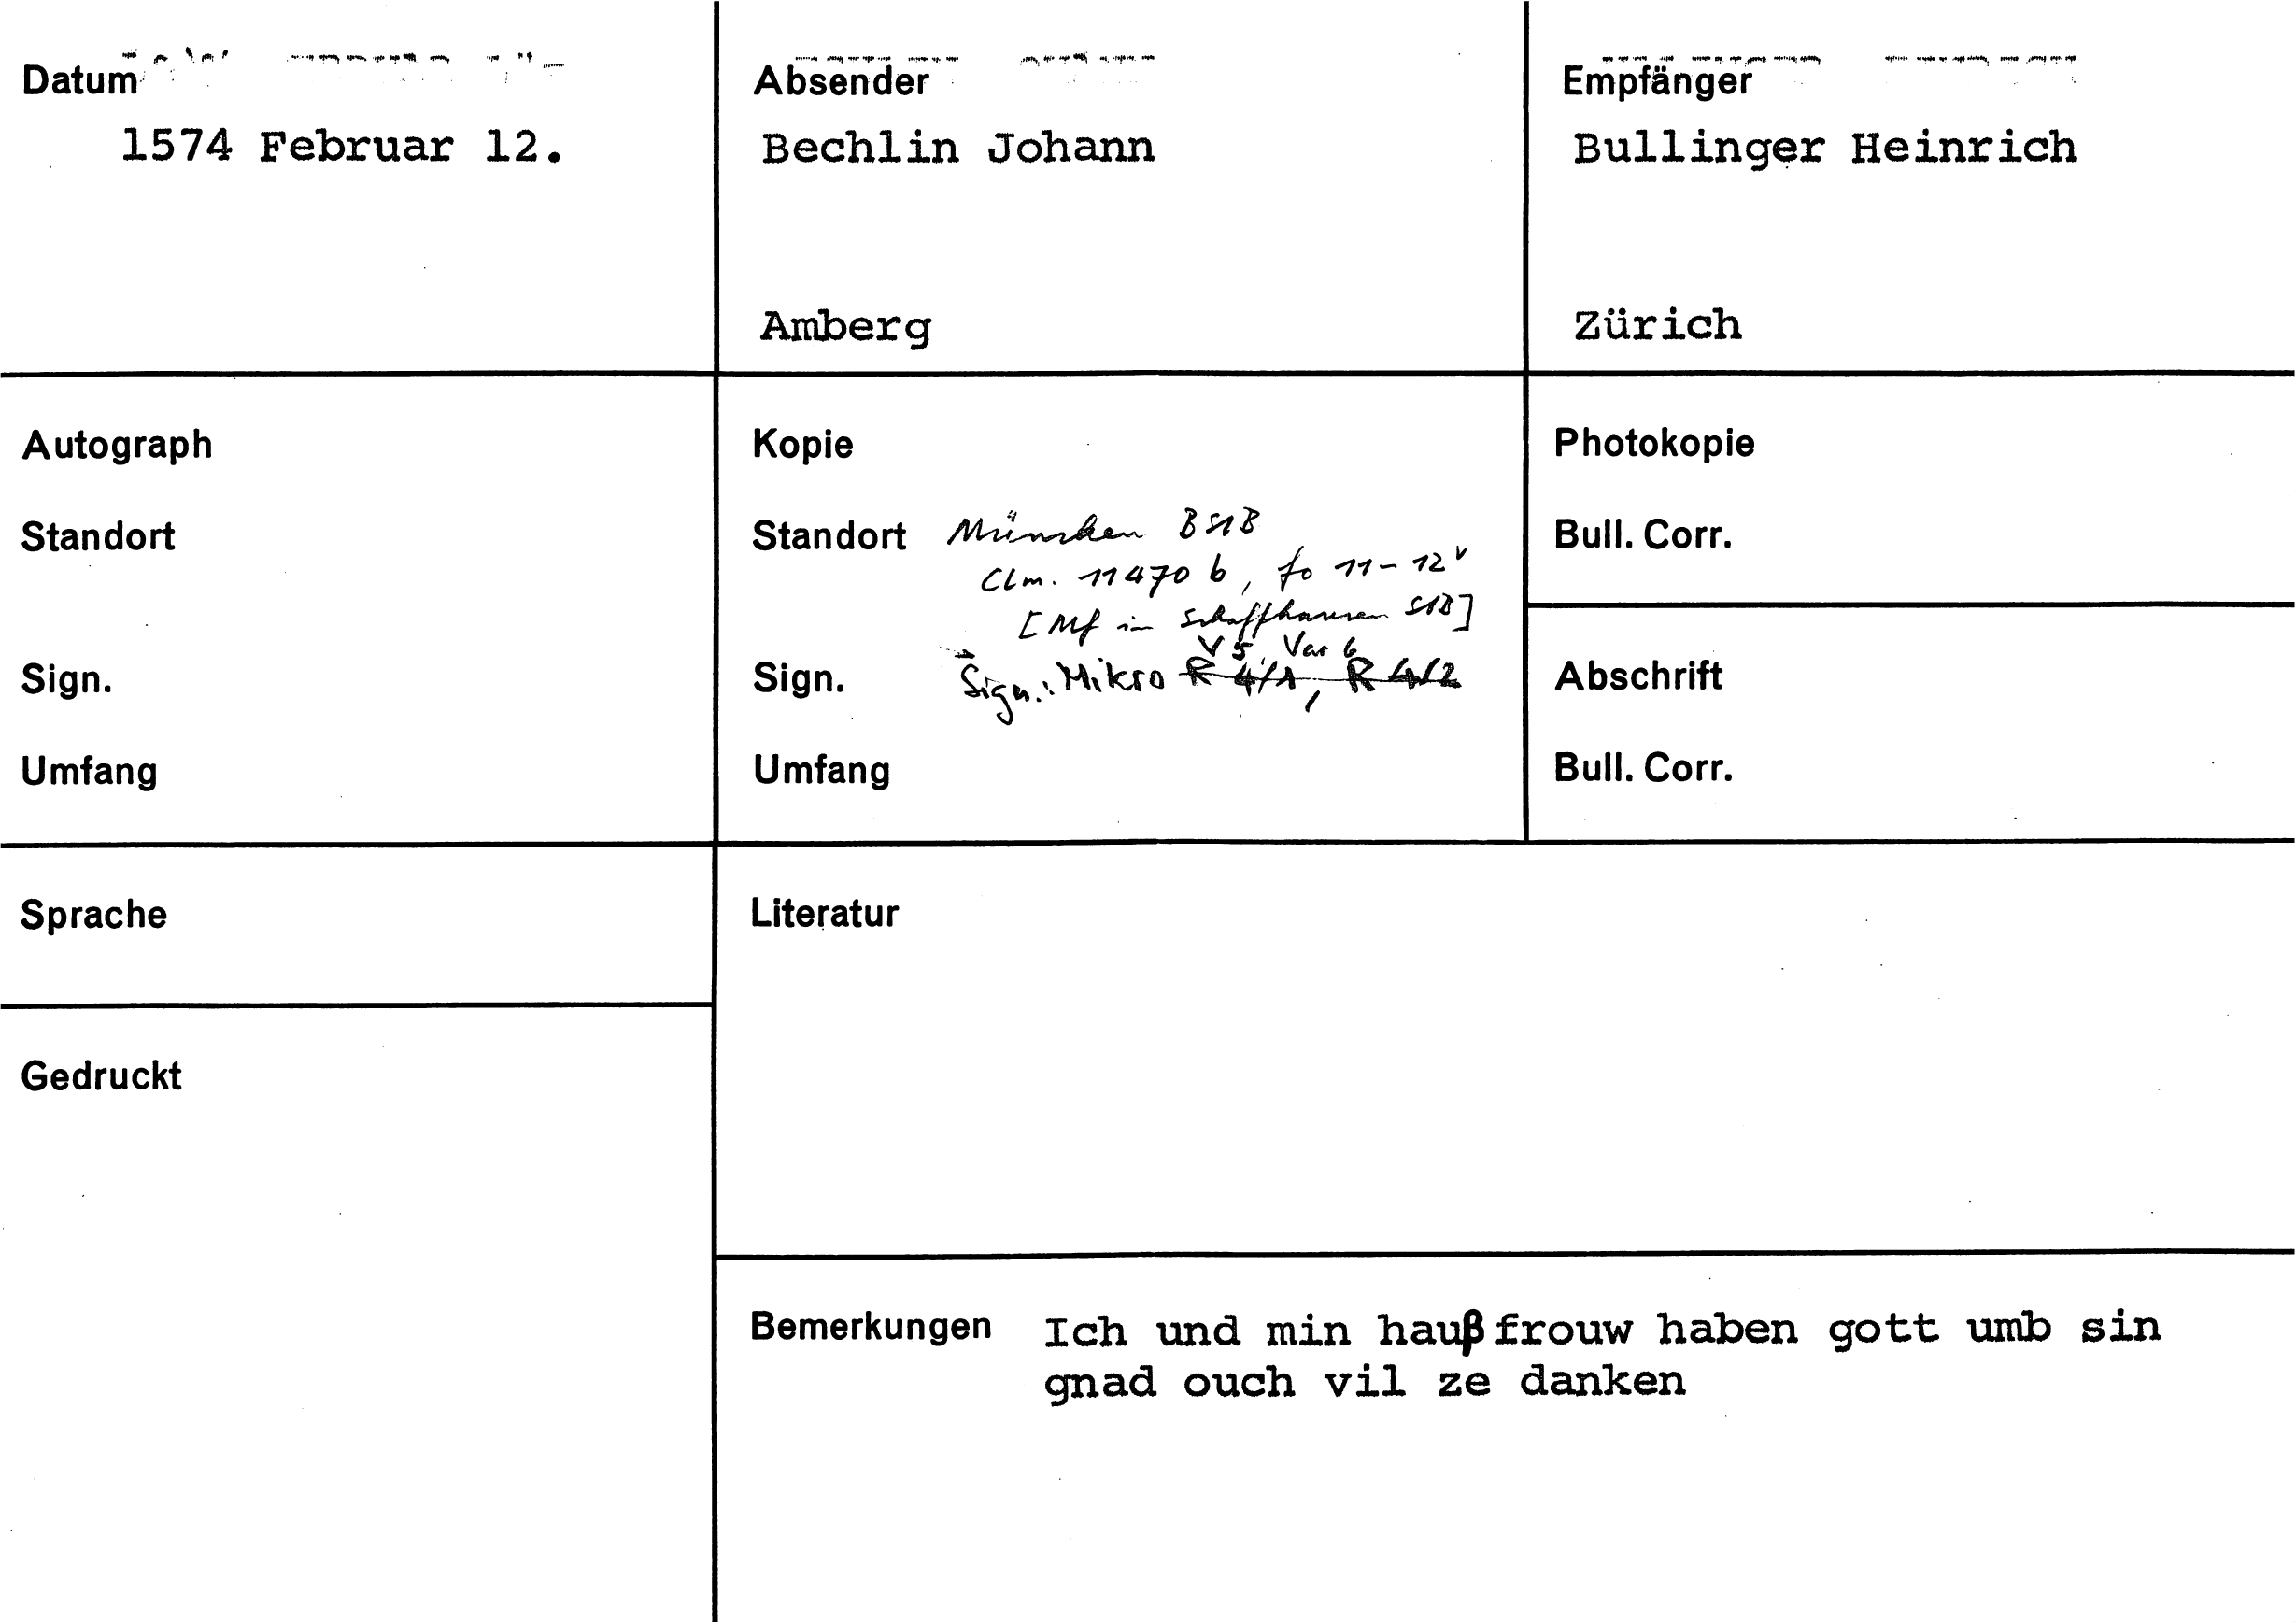 Datum
1574 Februar 12.
Absender
Bechlin Johann
Amberg
Empfänger
Bullinger Heinrich
Zürich
Autograph
Standort
Sign.
Umfang
Kopie
Standort München BStB
Clm. 11470 b, fo 11-12v
[Mf in Schaffhausen StB]
V 5, Var 6
Sign. Sign.: Mikro R 4/1, R 4/2
Umfang
Photokopie
Bull. Corr.
Abschrift
Bull. Corr.
Sprache
Literatur
Gedruckt
Bemerkungen Ich und min haußfrouw haben gott umb sin
gnad ouch vil ze danken